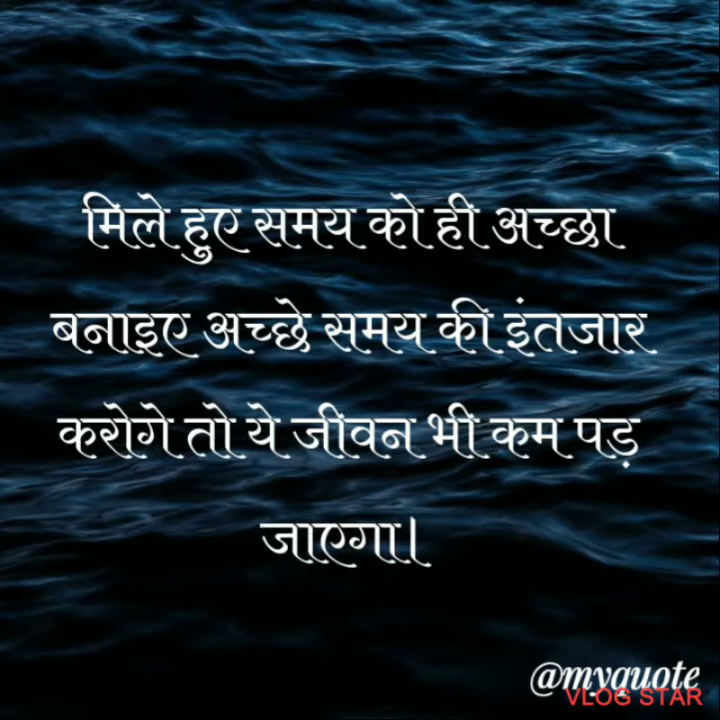 मिले हुए समय को ही अच्छा
बनाइए अच्छे समय की इंतजार
करोगे तो ये जीवन भी कम पड़
जाएगा।
@myquote
VLOG STAR